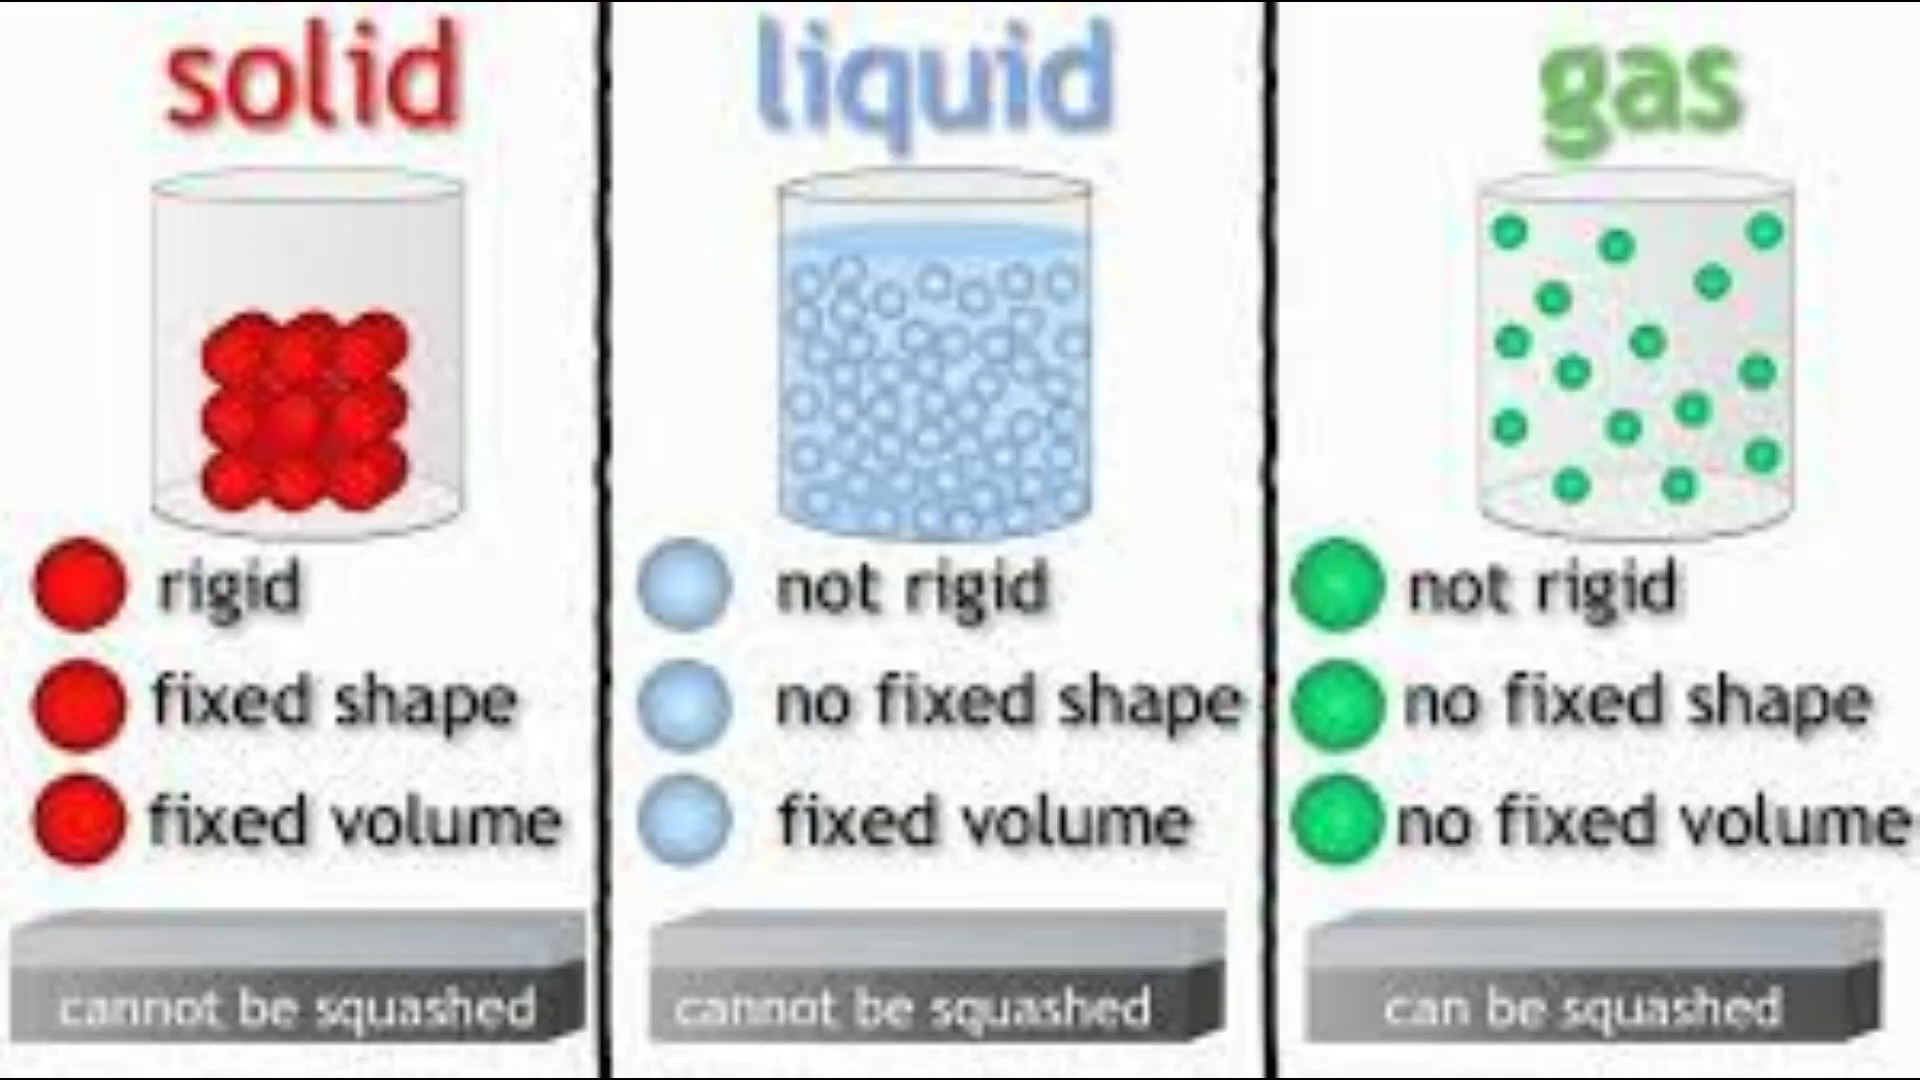 solid
rigid
fixed shape
fixed volume
cannot be squashed
liquid
not rigid
no fixed shape
fixed volume
cannot be squashed
gas
not rigid
no fixed shape
no fixed volume
can be squashed